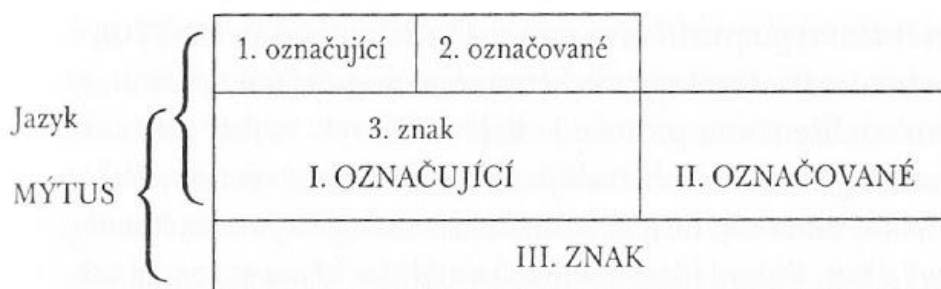 1. označující 2. označované
Jazyk
3. znak
MÝTUS
I. OZNAČUJÍCÍ II. OZNAČOVANÉ
III. ZNAK